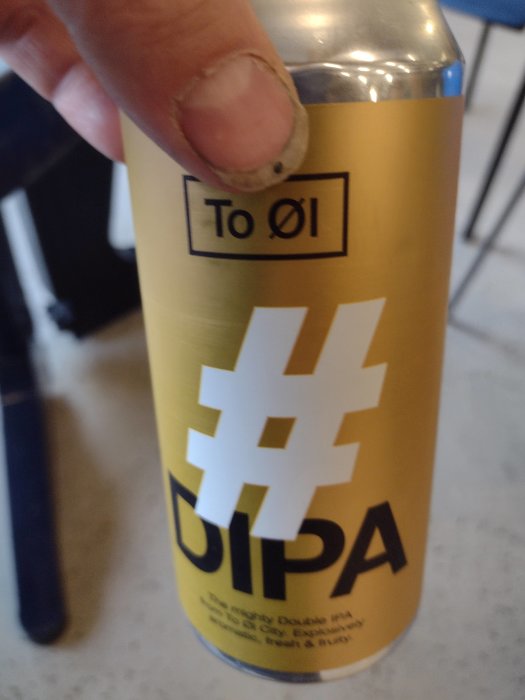 To Øl
#
DIPA
The mighty Double IPA
from To Øl City. Explosively
aromatic, fresh & fruity.